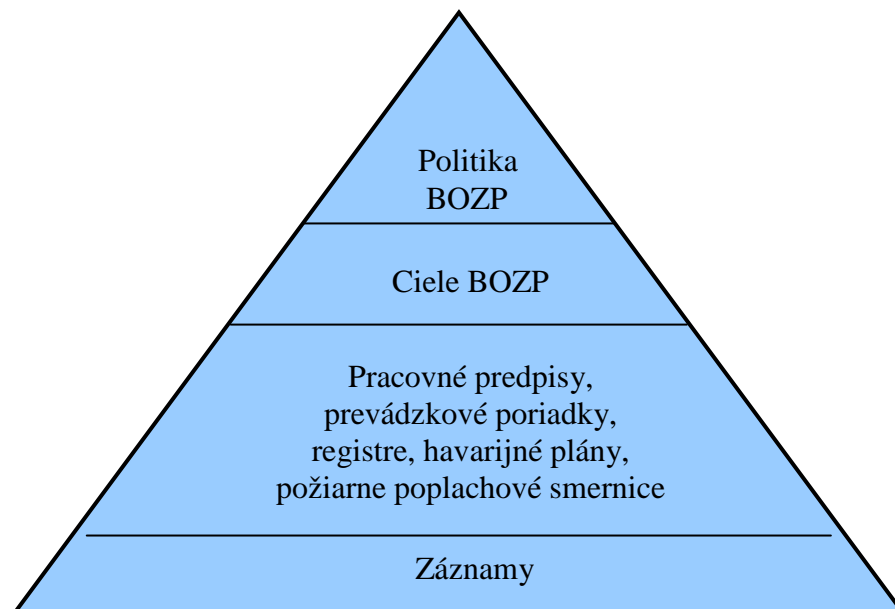 Politika
BOZP
Ciele BOZP
Pracovné predpisy,
prevádzkové poriadky,
registre, havarijné plány,
požiarne poplachové smernice
Záznamy